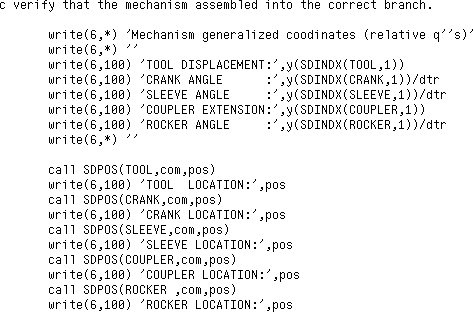 c verify that the mechanism assembled into the correct branch.
write(6,*) 'Mechanism generalized coodinates (relative q''s)'
write(6,*) ''
write(6,100) 'TOOL DISPLACEMENT:',y(SDINDX(TOOL,1))
write(6,100) 'CRANK ANGLE      :',y(SDINDX(CRANK,1))/dtr
write(6,100) 'SLEEVE ANGLE     :',y(SDINDX(SLEEVE,1))/dtr
write(6,100) 'COUPLER EXTENSION:',y(SDINDX(COUPLER,1))
write(6,100) 'ROCKER ANGLE     :',y(SDINDX(ROCKER,1))/dtr
write(6,*) ''
call SDPOS(TOOL,com,pos)
write(6,100) 'TOOL  LOCATION:',pos
call SDPOS(CRANK,com,pos)
write(6,100) 'CRANK LOCATION:',pos
call SDPOS(SLEEVE,com,pos)
write(6,100) 'SLEEVE LOCATION:',pos
call SDPOS(COUPLER,com,pos)
write(6,100) 'COUPLER LOCATION:',pos
call SDPOS(ROCKER ,com,pos)
write(6,100) 'ROCKER LOCATION:',pos